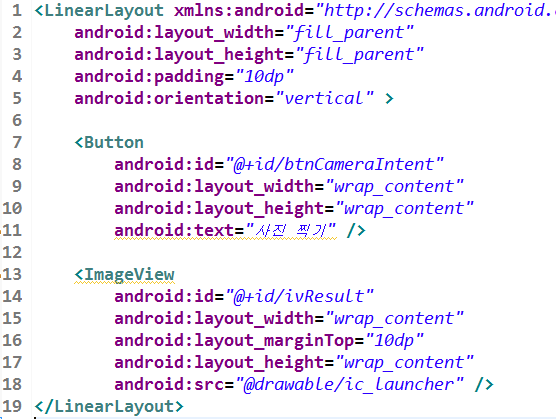 1 <LinearLayout xmlns:android="http://schemas.android.
2 android:layout_width="fill_parent"
3 android:layout_height="fill_parent"
4 android:padding="10dp"
5 android:orientation="vertical" >
6
7 <Button
8 android:id="@+id/btnCameraIntent"
9 android:layout_width="wrap_content"
10 android:layout_height="wrap_content"
11 android:text="사진 찍기" />
12
13 <ImageView
14 android:id="@+id/ivResult"
15 android:layout_width="wrap_content"
16 android:layout_marginTop="10dp"
17 android:layout_height="wrap_content"
18 android:src="@drawable/ic_launcher" />
19 </LinearLayout>